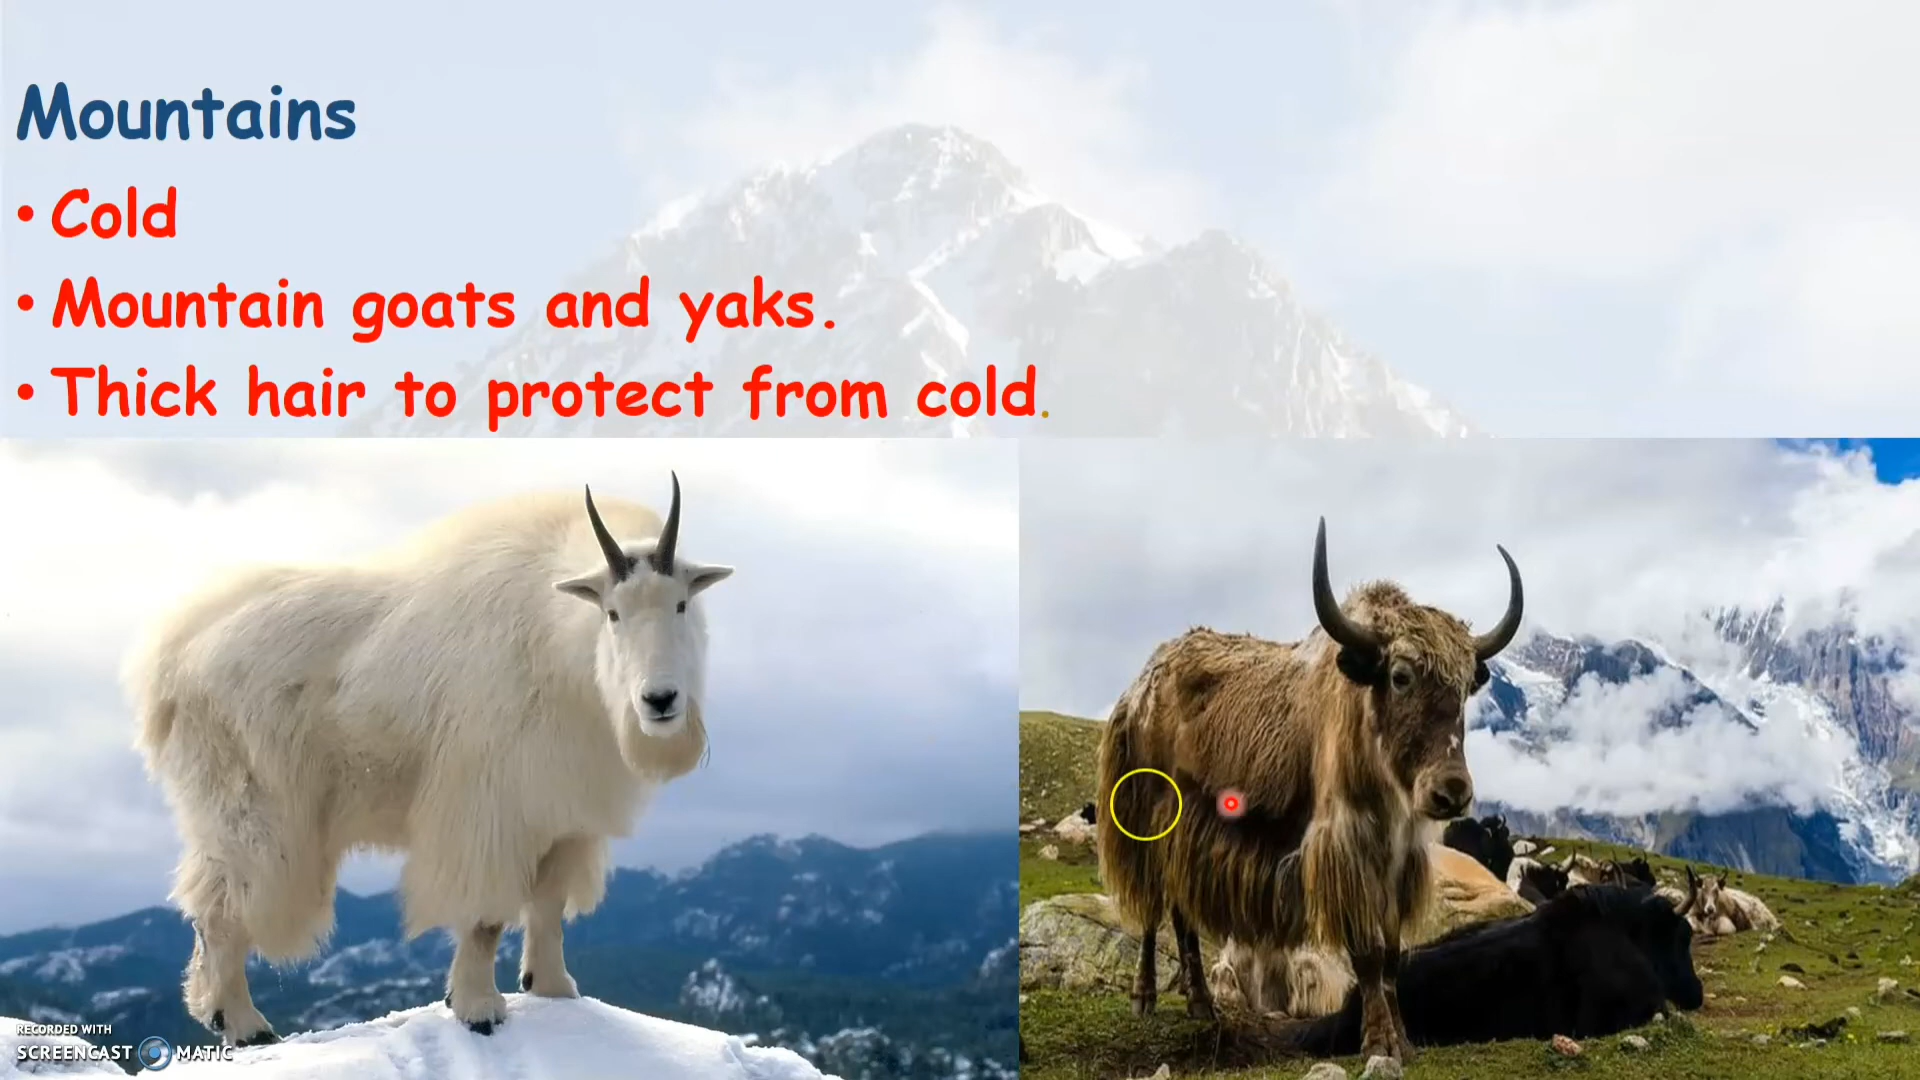 Mountains
• Cold
• Mountain goats and yaks.
• Thick hair to protect from cold.
RECORDED WITH
SCREENCAST MATIC